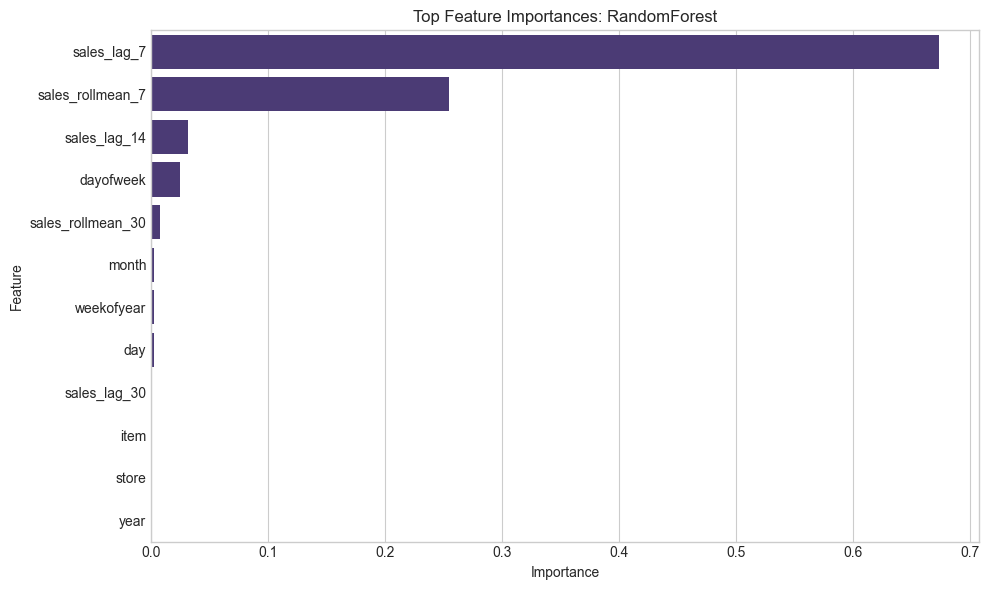 Top Feature Importances: RandomForest
Feature
sales_lag_7
sales_rollmean_7
sales_lag_14
dayofweek
sales_rollmean_30
month
weekofyear
day
sales_lag_30
item
store
year
0.0 0.1 0.2 0.3 0.4 0.5 0.6 0.7
Importance